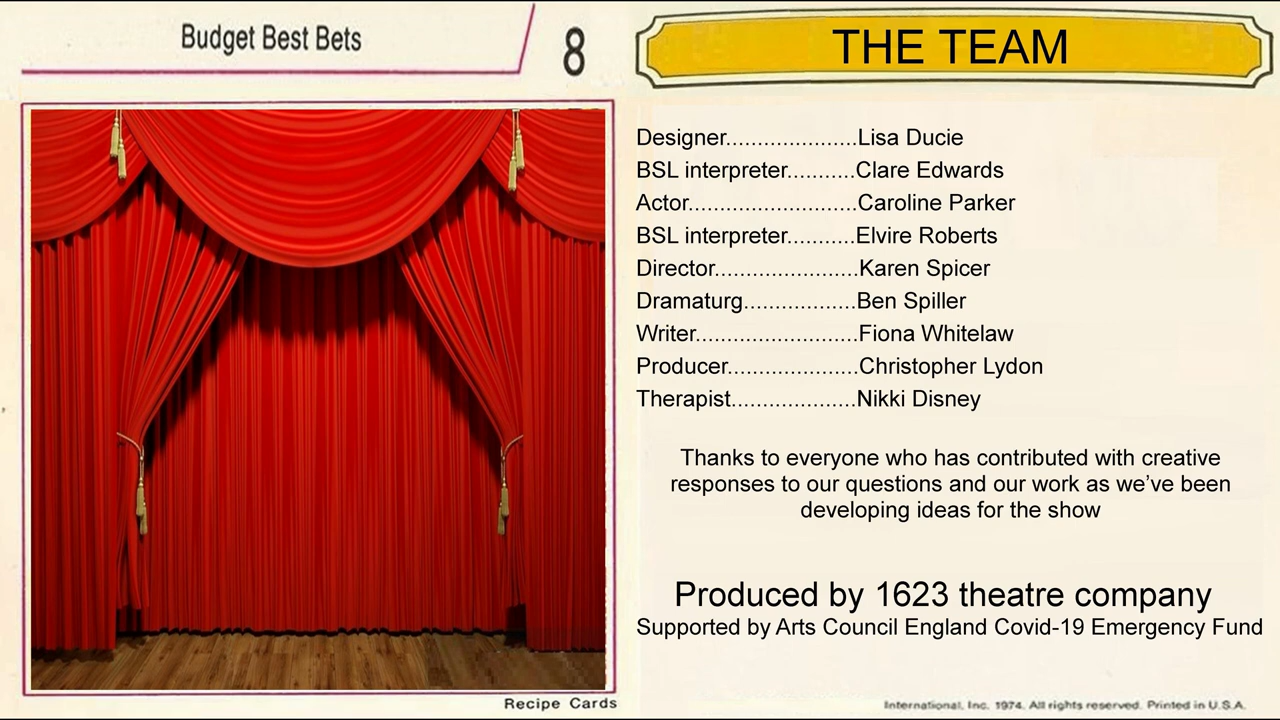 Budget Best Bets
8
THE TEAM
Designer.....................Lisa Ducie
BSL interpreter...........Clare Edwards
Actor...........................Caroline Parker
BSL interpreter...........Elvire Roberts
Director.......................Karen Spicer
Dramaturg..................Ben Spiller
Writer..........................Fiona Whitelaw
Producer.....................Christopher Lydon
Therapist....................Nikki Disney
Thanks to everyone who has contributed with creative
responses to our questions and our work as we’ve been
developing ideas for the show
Produced by 1623 theatre company
Supported by Arts Council England Covid-19 Emergency Fund
Recipe Cards
International, Inc. 1974. All rights reserved. Printed in U.S.A.